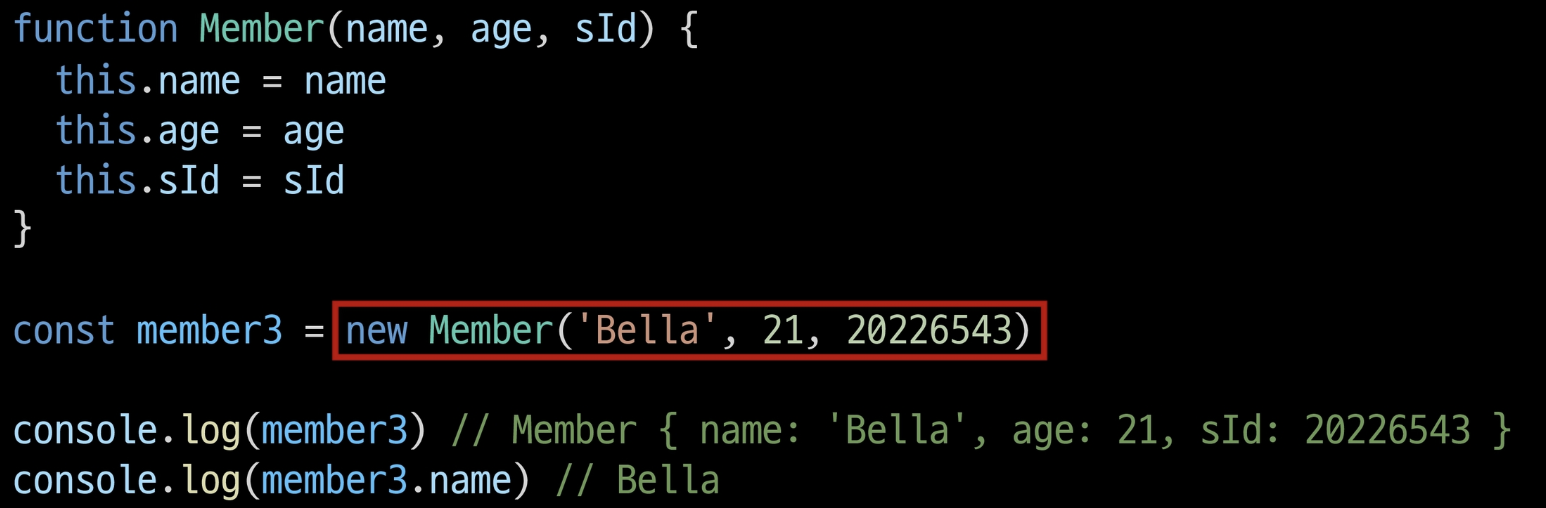 function Member(name, age, sId) {
  this.name = name
  this.age = age
  this.sId = sId
}
const member3 = new Member('Bella', 21, 20226543)
console.log(member3) // Member { name: 'Bella', age: 21, sId: 20226543 }
console.log(member3.name) // Bella